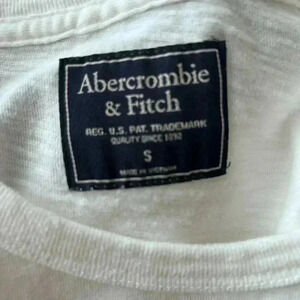 Abercrombie
& Fitch
REG. U.S. PAT. TRADEMARK
QUALITY SINCE 1892
S
MADE IN VIETNAM